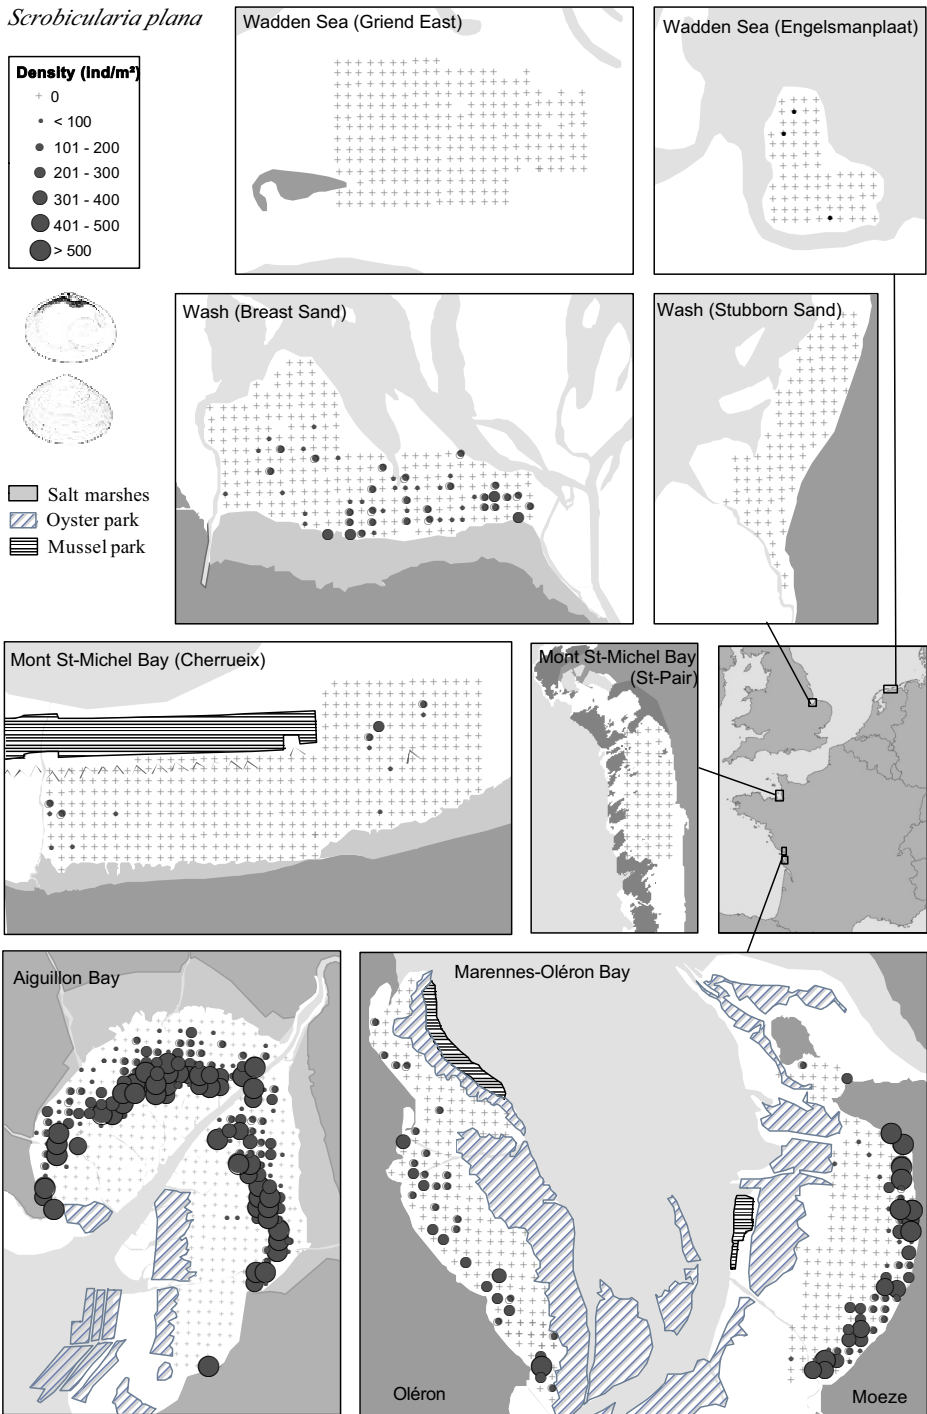 Scrobicularia plana
Density (ind/m²)
0
< 100
101 - 200
201 - 300
301 - 400
401 - 500
> 500
Salt marshes
Oyster park
Mussel park
Wadden Sea (Griend East)
Wadden Sea (Engelsmanplaat)
Wash (Breast Sand)
Wash (Stubborn Sand)
Mont St-Michel Bay (Cherrueix)
Mont St-Michel Bay
(St-Pair)
Aiguillon Bay
Marennes-Oléron Bay
Oléron
Moeze